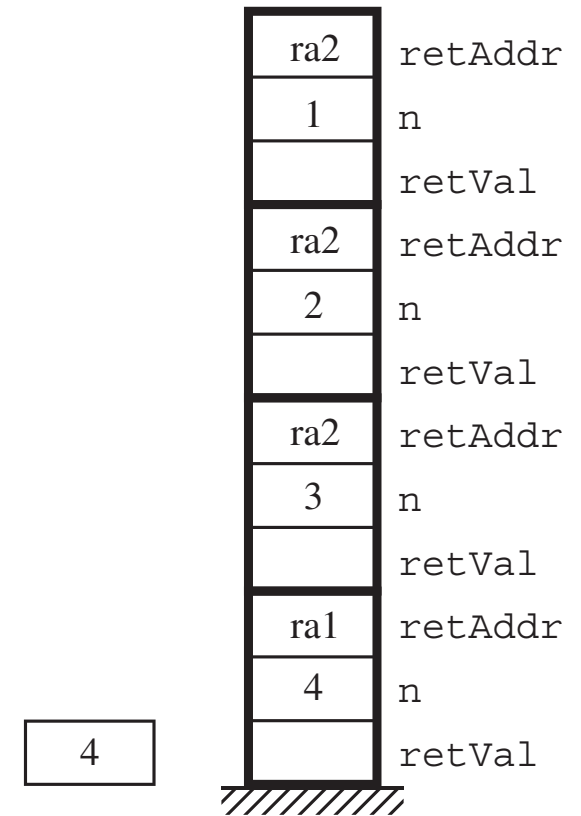 ra2 retAddr
1 n
retVal
ra2 retAddr
2 n
retVal
ra2 retAddr
3 n
retVal
ra1 retAddr
4 n
4 retVal